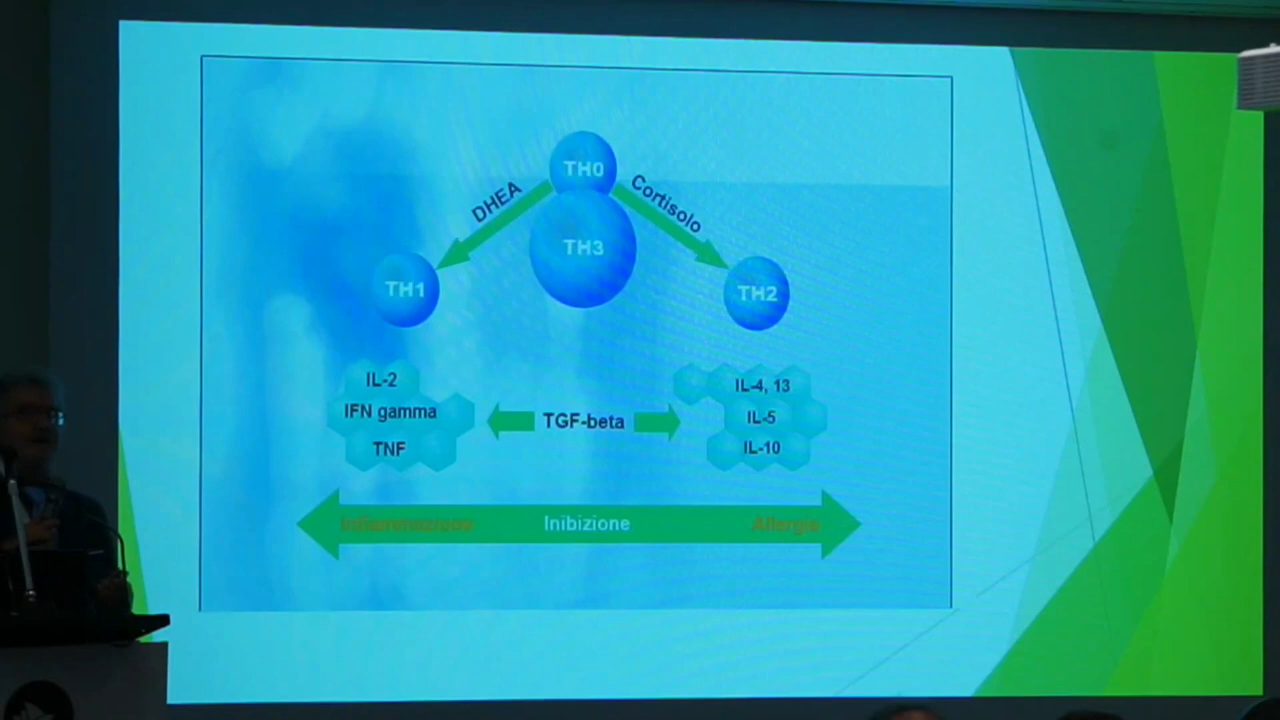 TH0
DHEA
Cortisolo
TH3
TH1
TH2
IL-2
IFN gamma
TNF
TGF-beta
IL-4, 13
IL-5
IL-10
Infiammazione Inibizione Allergia